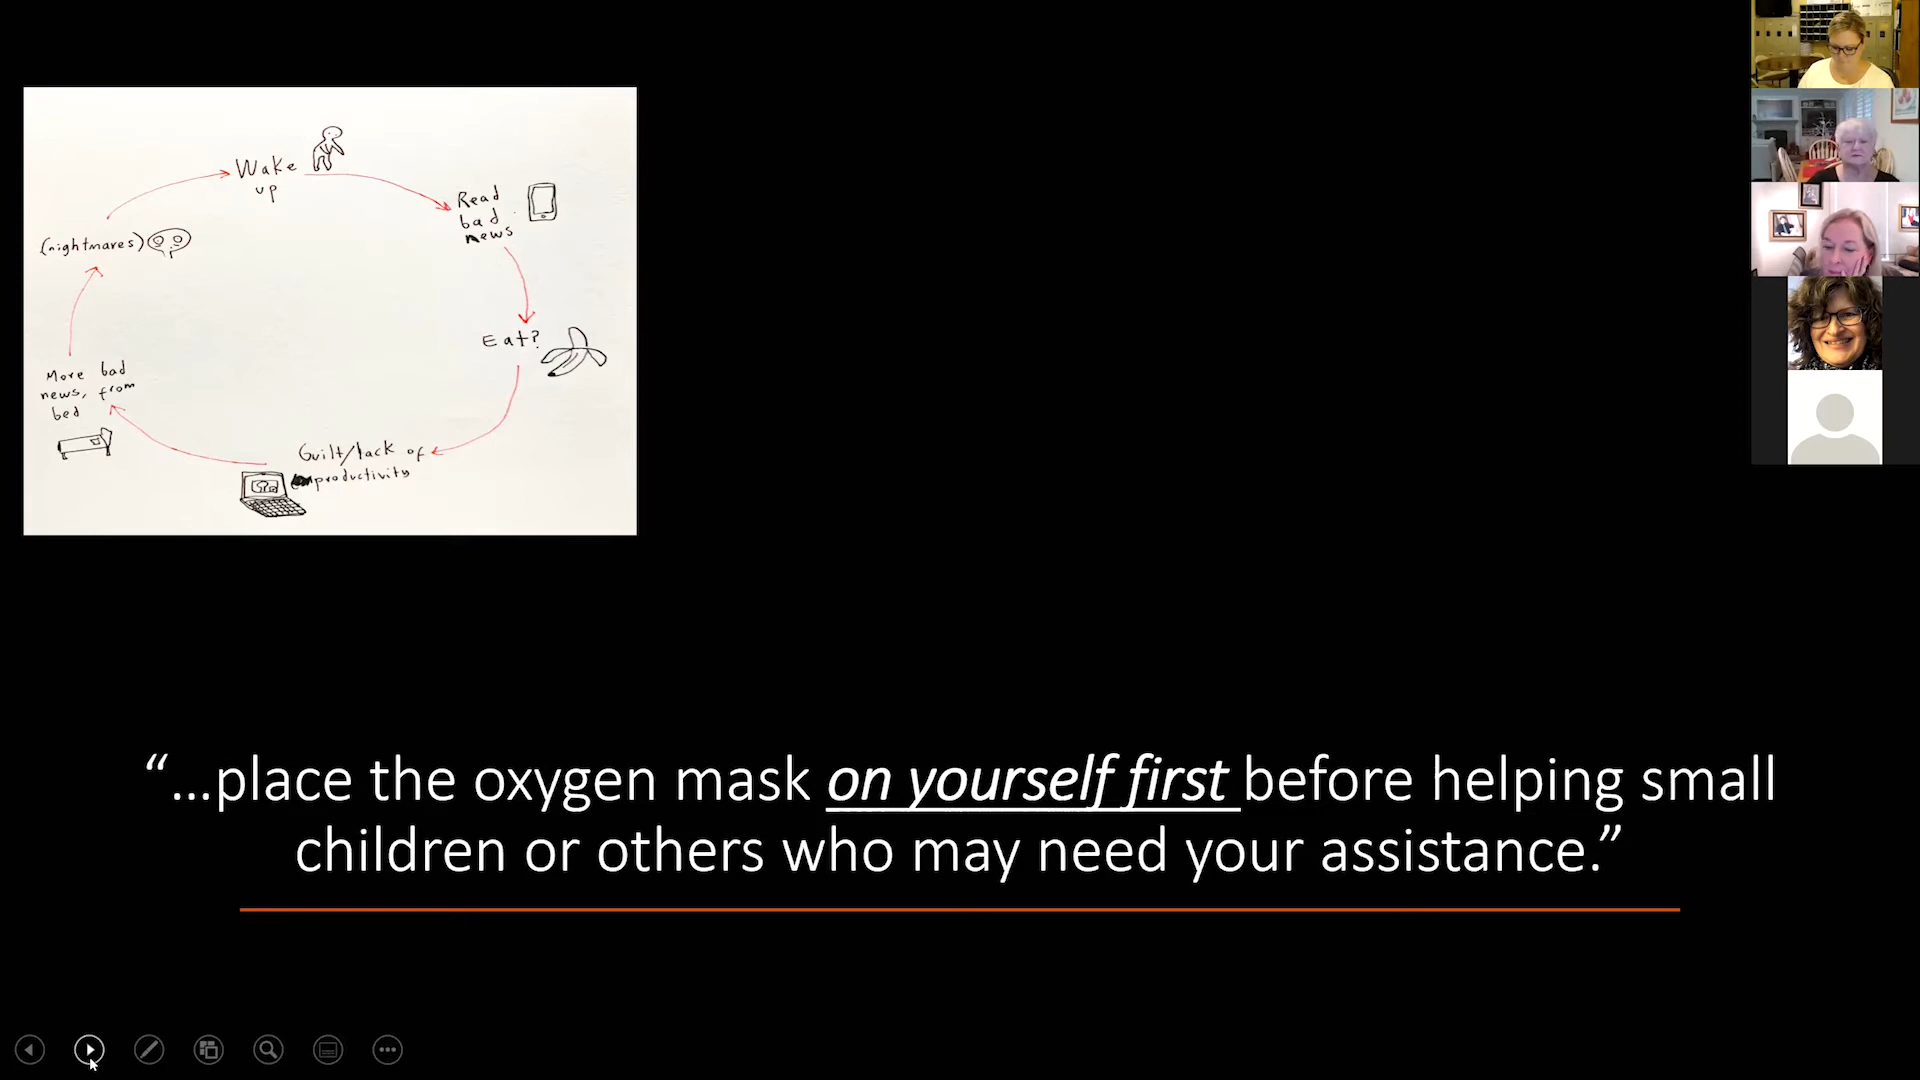 Wake
up
Read
bad
news
Eat?
Guilt/lack of
productivity
More bad
news, from
bed
(nightmares)
“…place the oxygen mask on yourself first before helping small
children or others who may need your assistance.”